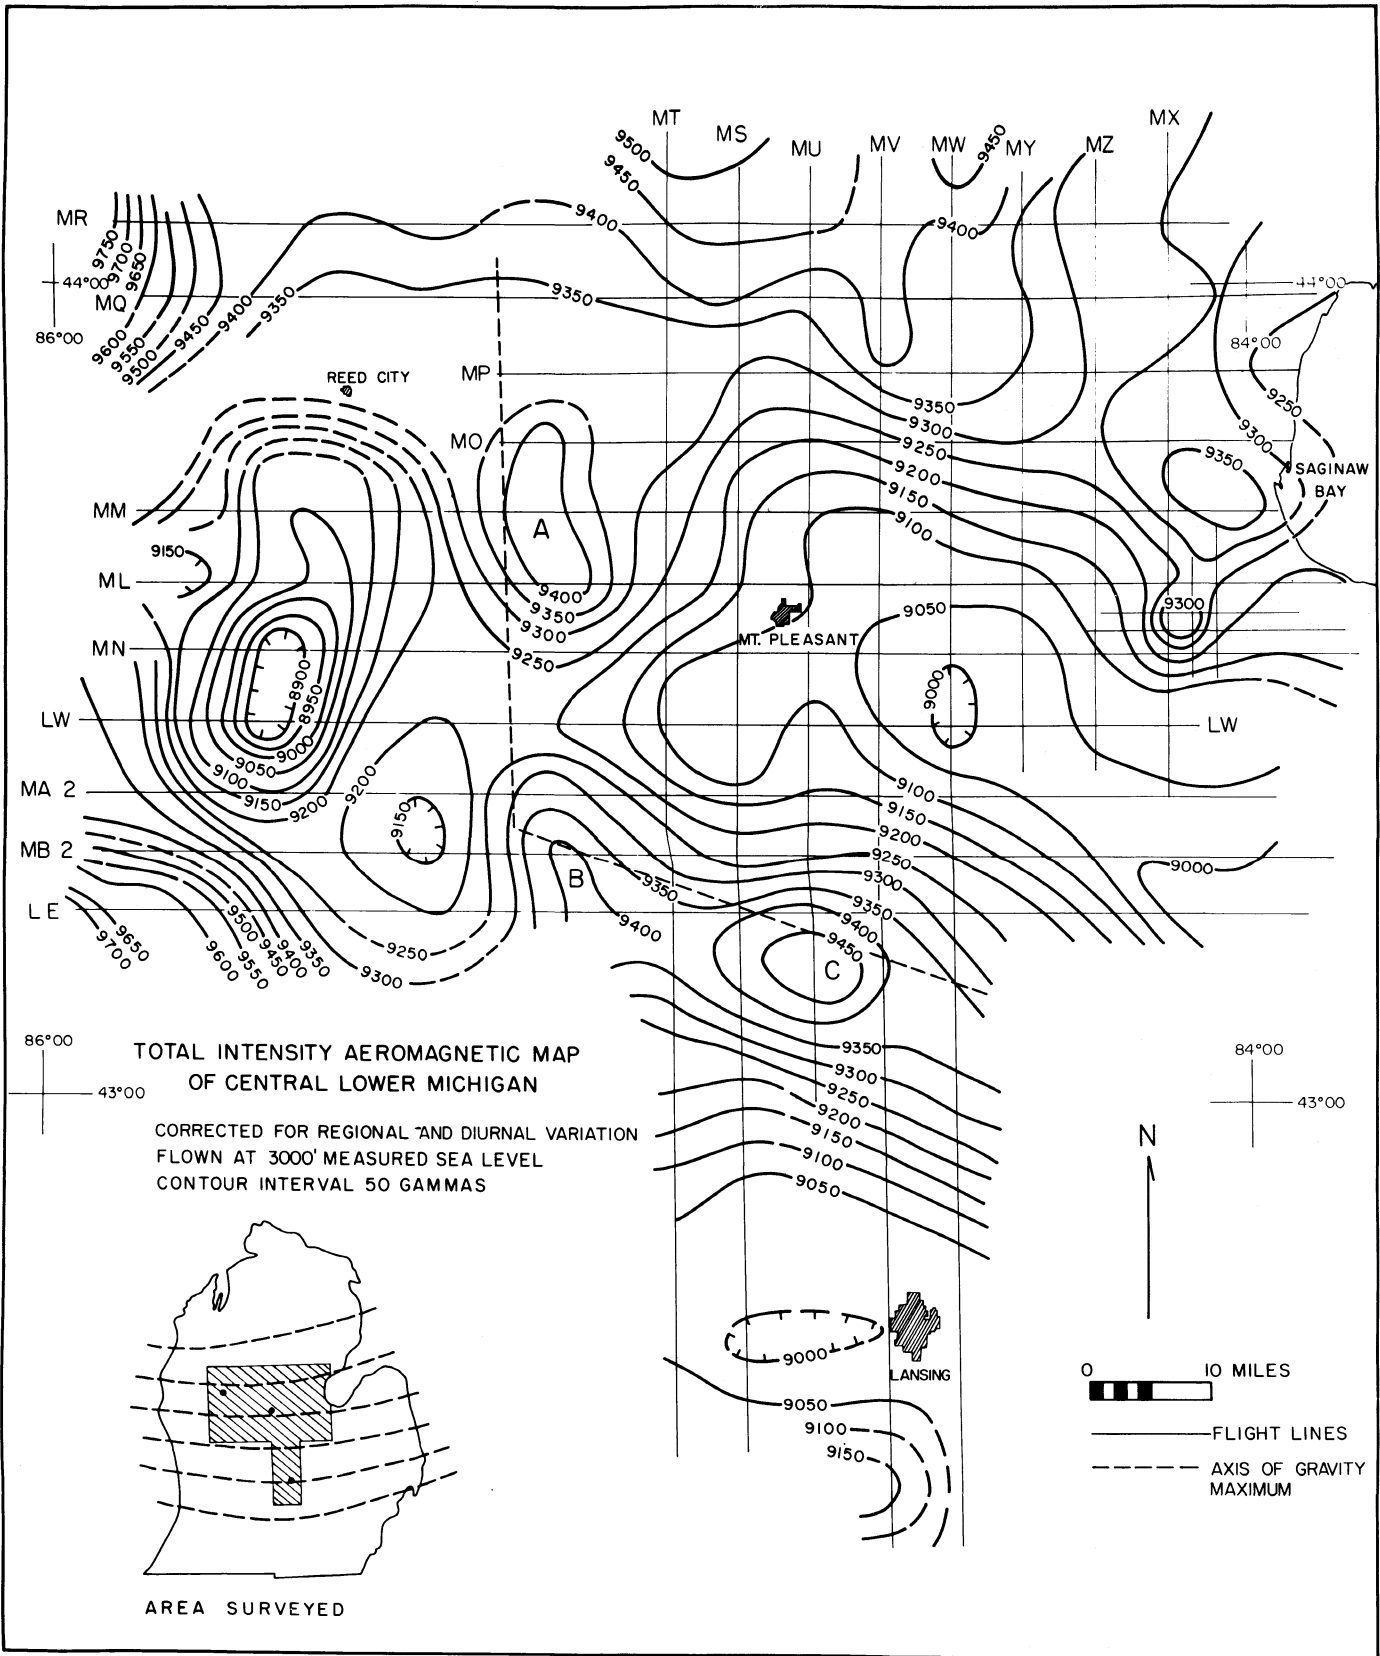 MT
MS
MU
MV
MW
9450
MY
MZ
MX
9500
9450
MR
9400
9400
9750
9700
9650
44°00'
MQ
86°00
9600
9550
9500
9450
9400
9350
9350
44°00
84°00
REED CITY
MP
9350
9250
MO
9300
9250
9200
9150
9100
9300
9350
SAGINAW
BAY
MM
A
9150
ML
9400
9350
9300
9250
9050
9300
MT. PLEASANT
MN
8900
8950
9000
9000
LW
LW
9050
9100
9150
9200
9200
9150
MA 2
9100
9150
9200
9250
9300
MB 2
9000
B
9350
9350
9400
9450
LE
9650
9700
9600
9550
9500
9450
9400
9350
9250
9300
9400
C
86°00
43°00
TOTAL INTENSITY AEROMAGNETIC MAP
OF CENTRAL LOWER MICHIGAN
CORRECTED FOR REGIONAL AND DIURNAL VARIATION
FLOWN AT 3000' MEASURED SEA LEVEL
CONTOUR INTERVAL 50 GAMMAS
9350
9300
9250
9200
9150
9100
9050
84°00
43°00
N
9000
LANSING
9050
9100
9150
0 10 MILES
FLIGHT LINES
AXIS OF GRAVITY
MAXIMUM
AREA SURVEYED